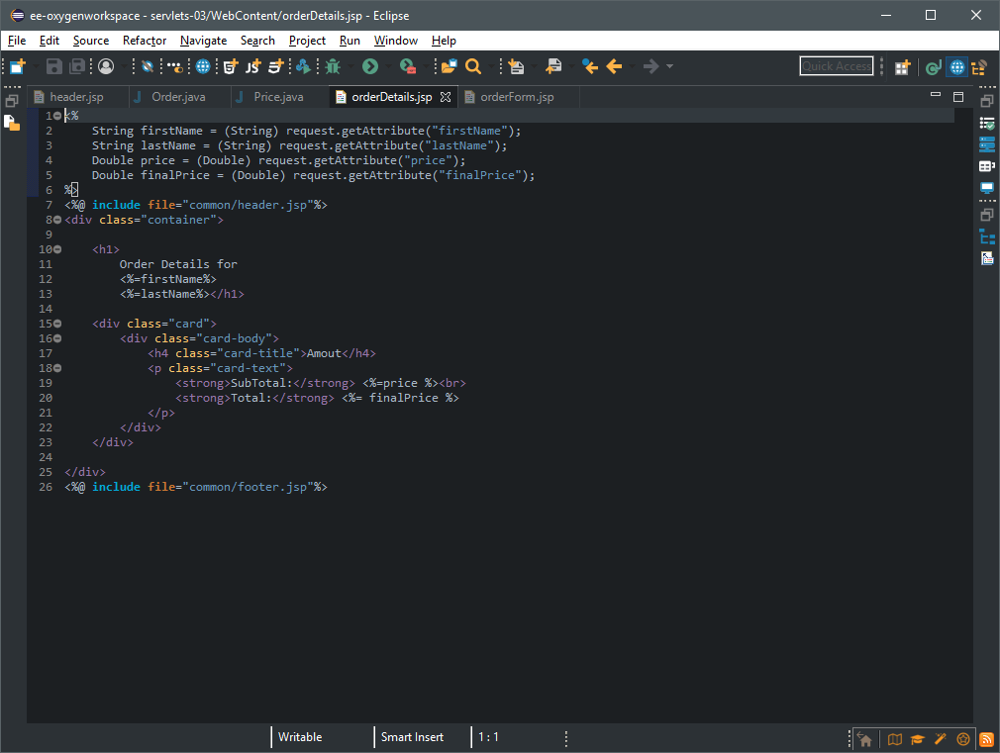 ee-oxygenworkspace - servlets-03/WebContent/orderDetails.jsp - Eclipse
File Edit Source Refactor Navigate Search Project Run Window Help
Quick Access
header.jsp Order.java Price.java orderDetails.jsp orderForm.jsp
1 <%
2 String firstName = (String) request.getAttribute("firstName");
3 String lastName = (String) request.getAttribute("lastName");
4 Double price = (Double) request.getAttribute("price");
5 Double finalPrice = (Double) request.getAttribute("finalPrice");
6 %>
7 <%@ include file="common/header.jsp"%>
8 <div class="container">
9
10 <h1>
11 Order Details for
12 <%=firstName%>
13 <%=lastName%></h1>
14
15 <div class="card">
16 <div class="card-body">
17 <h4 class="card-title">Amout</h4>
18 <p class="card-text">
19 <strong>SubTotal:</strong> <%=price %><br>
20 <strong>Total:</strong> <%= finalPrice %>
21 </p>
22 </div>
23 </div>
24
25 </div>
26 <%@ include file="common/footer.jsp"%>
Writable Smart Insert 1 : 1